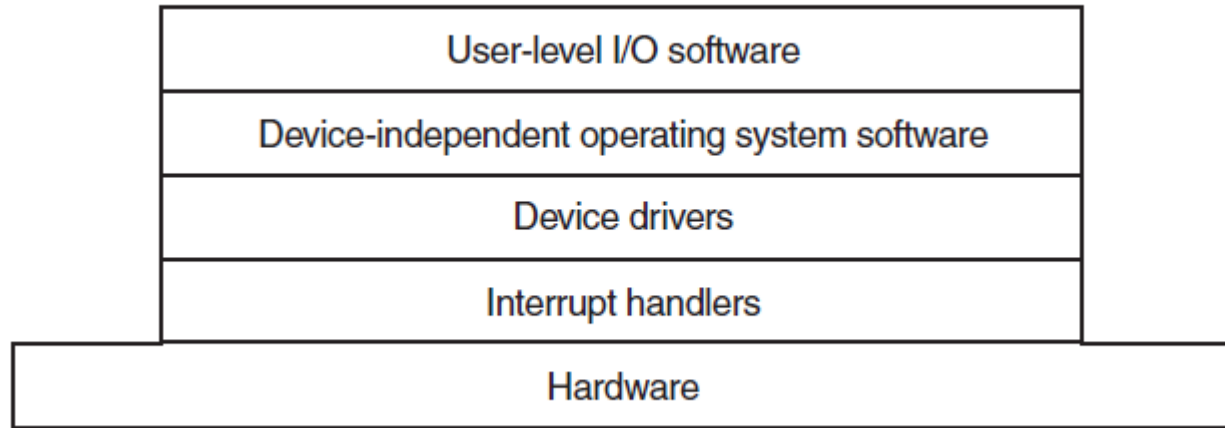 User-level I/O software
Device-independent operating system software
Device drivers
Interrupt handlers
Hardware